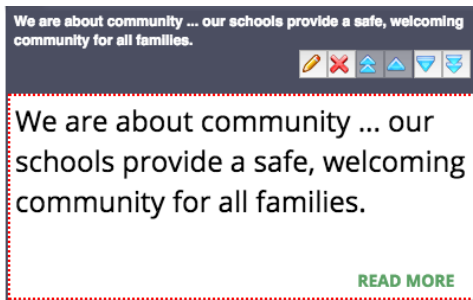 We are about community ... our schools provide a safe, welcoming
community for all families.
We are about community ... our
schools provide a safe, welcoming
community for all families.
READ MORE